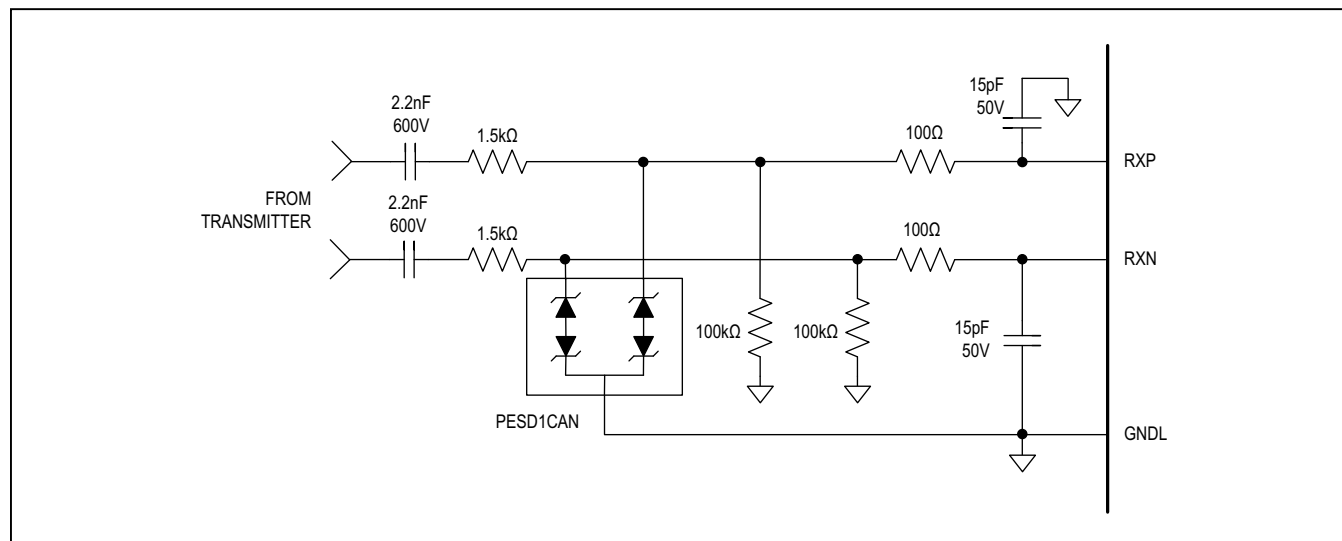 15pF
50V
2.2nF
600V
1.5kΩ
100Ω
RXP
FROM
TRANSMITTER
2.2nF
600V
1.5kΩ
100Ω
RXN
100kΩ
100kΩ
15pF
50V
PESD1CAN
GNDL